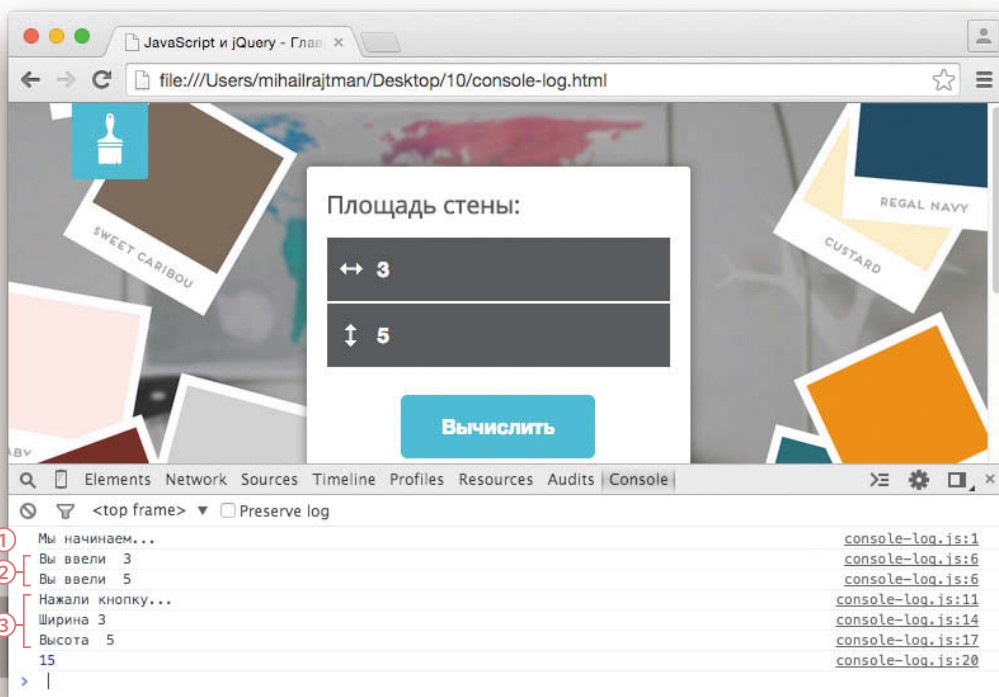 JavaScript и jQuery - Глав
file:///Users/mihailrajtman/Desktop/10/console-log.html
SWEET CARIBOU
REGAL NAVY
CUSTARD
Площадь стены:
3
5
Вычислить
ABY
Elements Network Sources Timeline Profiles Resources Audits Console
<top frame> ▼ Preserve log
1 Мы начинаем... console-log.js:1
2 Вы ввели 3 console-log.js:6
Вы ввели 5 console-log.js:6
Нажали кнопку... console-log.js:11
3 Ширина 3 console-log.js:14
Высота 5 console-log.js:17
15 console-log.js:20